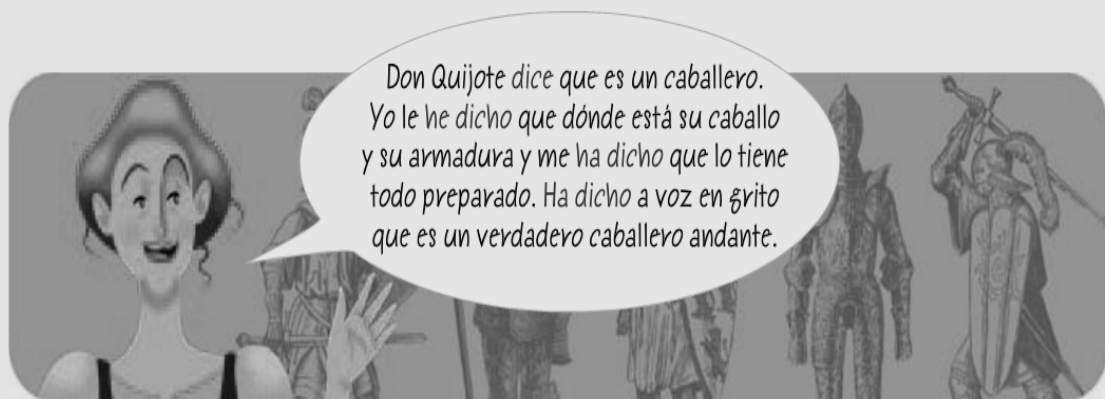 Don Quijote dice que es un caballero.
Yo le he dicho que dónde está su caballo
y su armadura y me ha dicho que lo tiene
todo preparado. Ha dicho a voz en grito
que es un verdadero caballero andante.